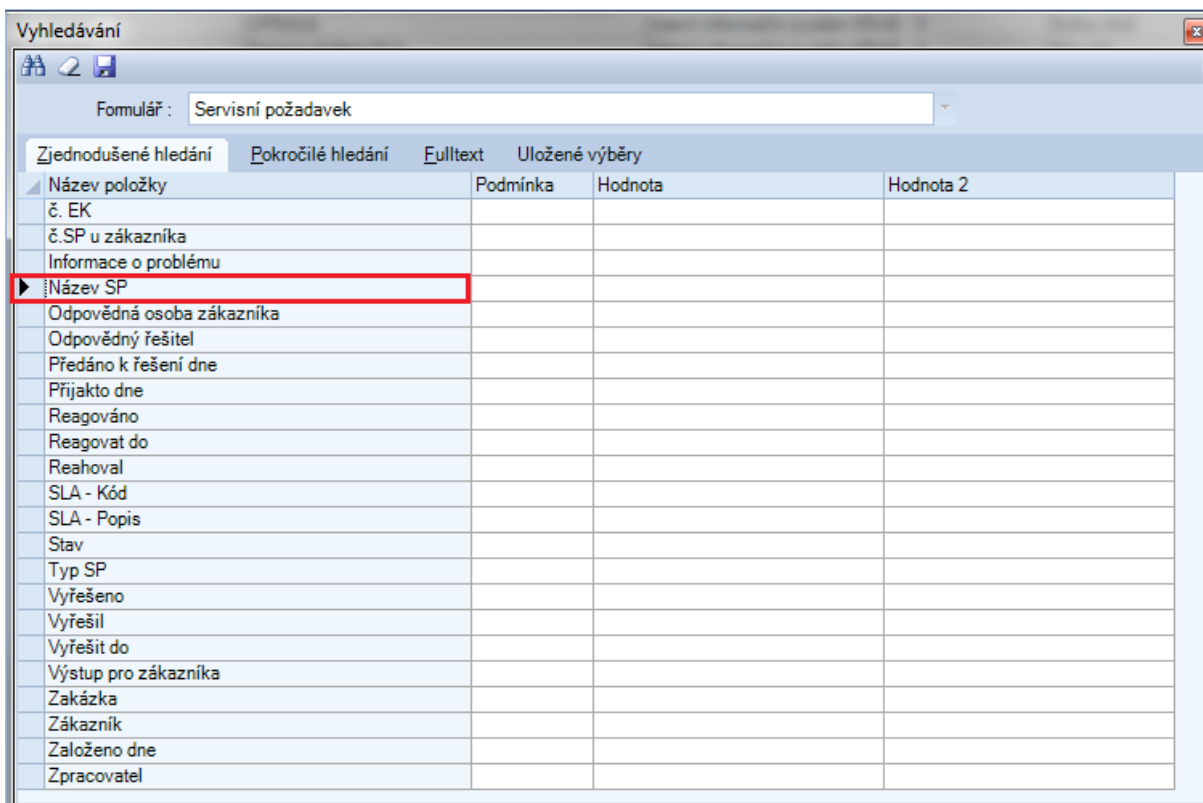 Vyhledávání
Formulář : Servisní požadavek
Zjednodušené hledání Pokročilé hledání Fulltext Uložené výběry
Název položky Podmínka Hodnota Hodnota 2
č. EK
č.SP u zákazníka
Informace o problému
Název SP
Odpovědná osoba zákazníka
Odpovědný řešitel
Předáno k řešení dne
Přijakto dne
Reagováno
Reagovat do
Reahoval
SLA - Kód
SLA - Popis
Stav
Typ SP
Vyřešeno
Vyřešil
Vyřešit do
Výstup pro zákazníka
Zakázka
Zákazník
Založeno dne
Zpracovatel